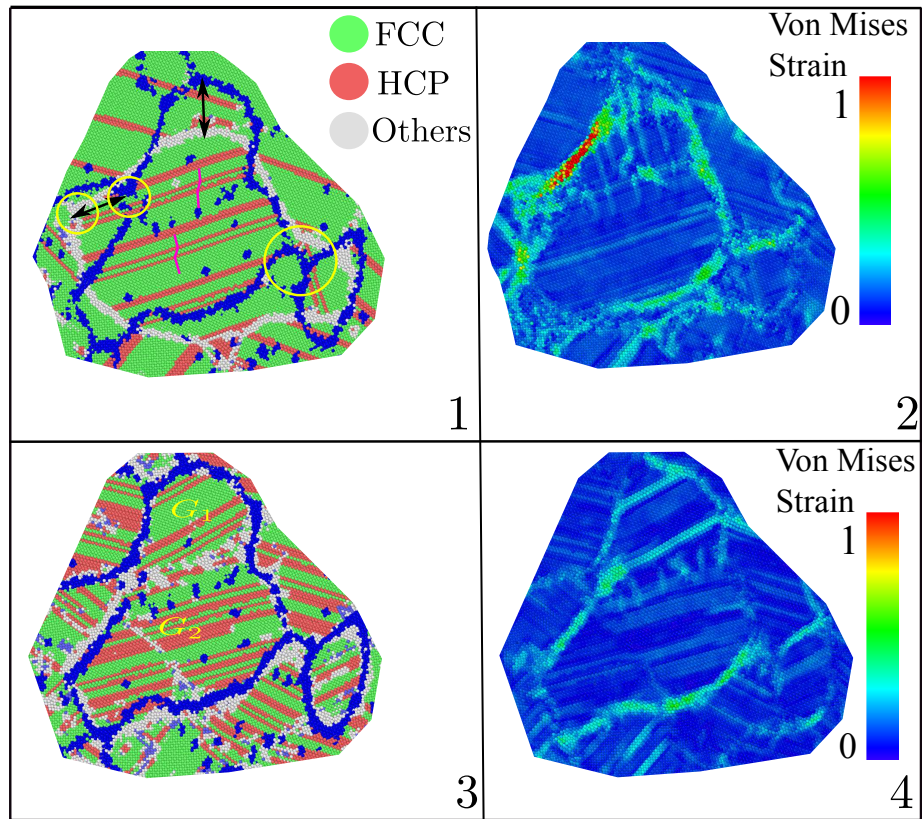 FCC
HCP
Others
1
Von Mises
Strain
1
0
2
G1
G2
3
Von Mises
Strain
1
0
4